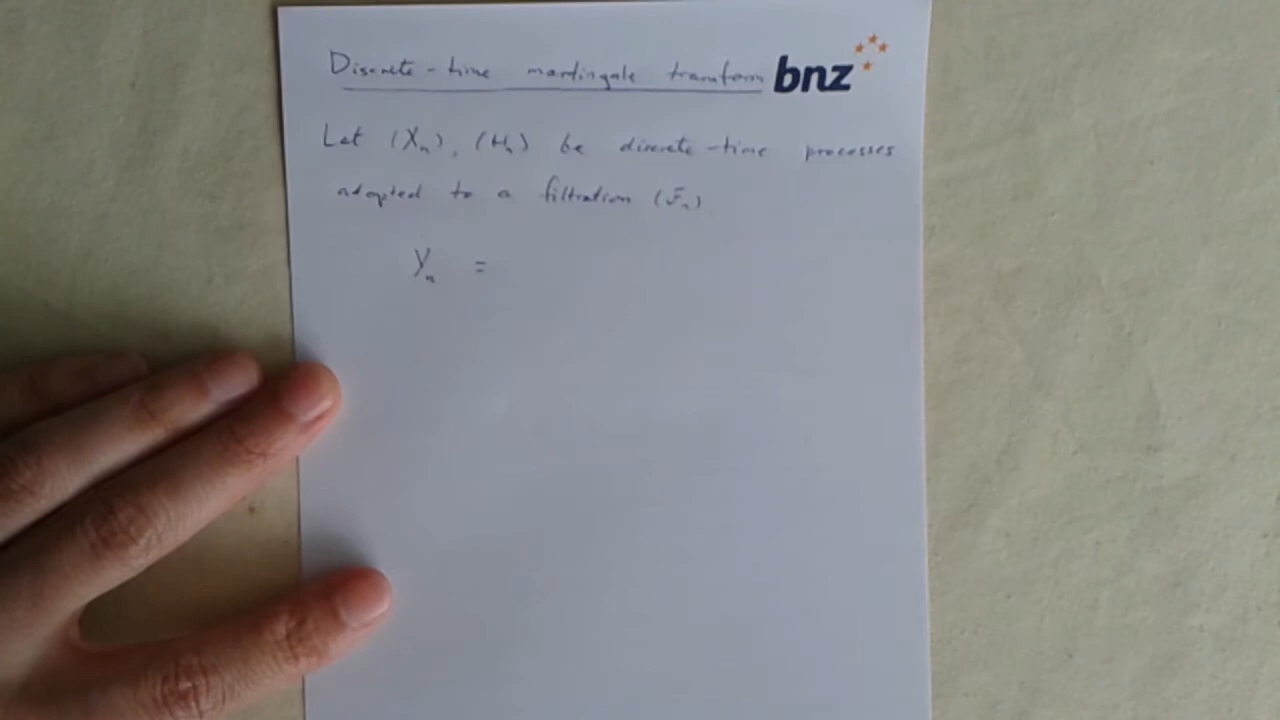 Discrete-time martingale transform
bnz
Let (Xₙ), (Hₙ) be discrete-time processes
adapted to a filtration (Fₙ).
Yₙ =